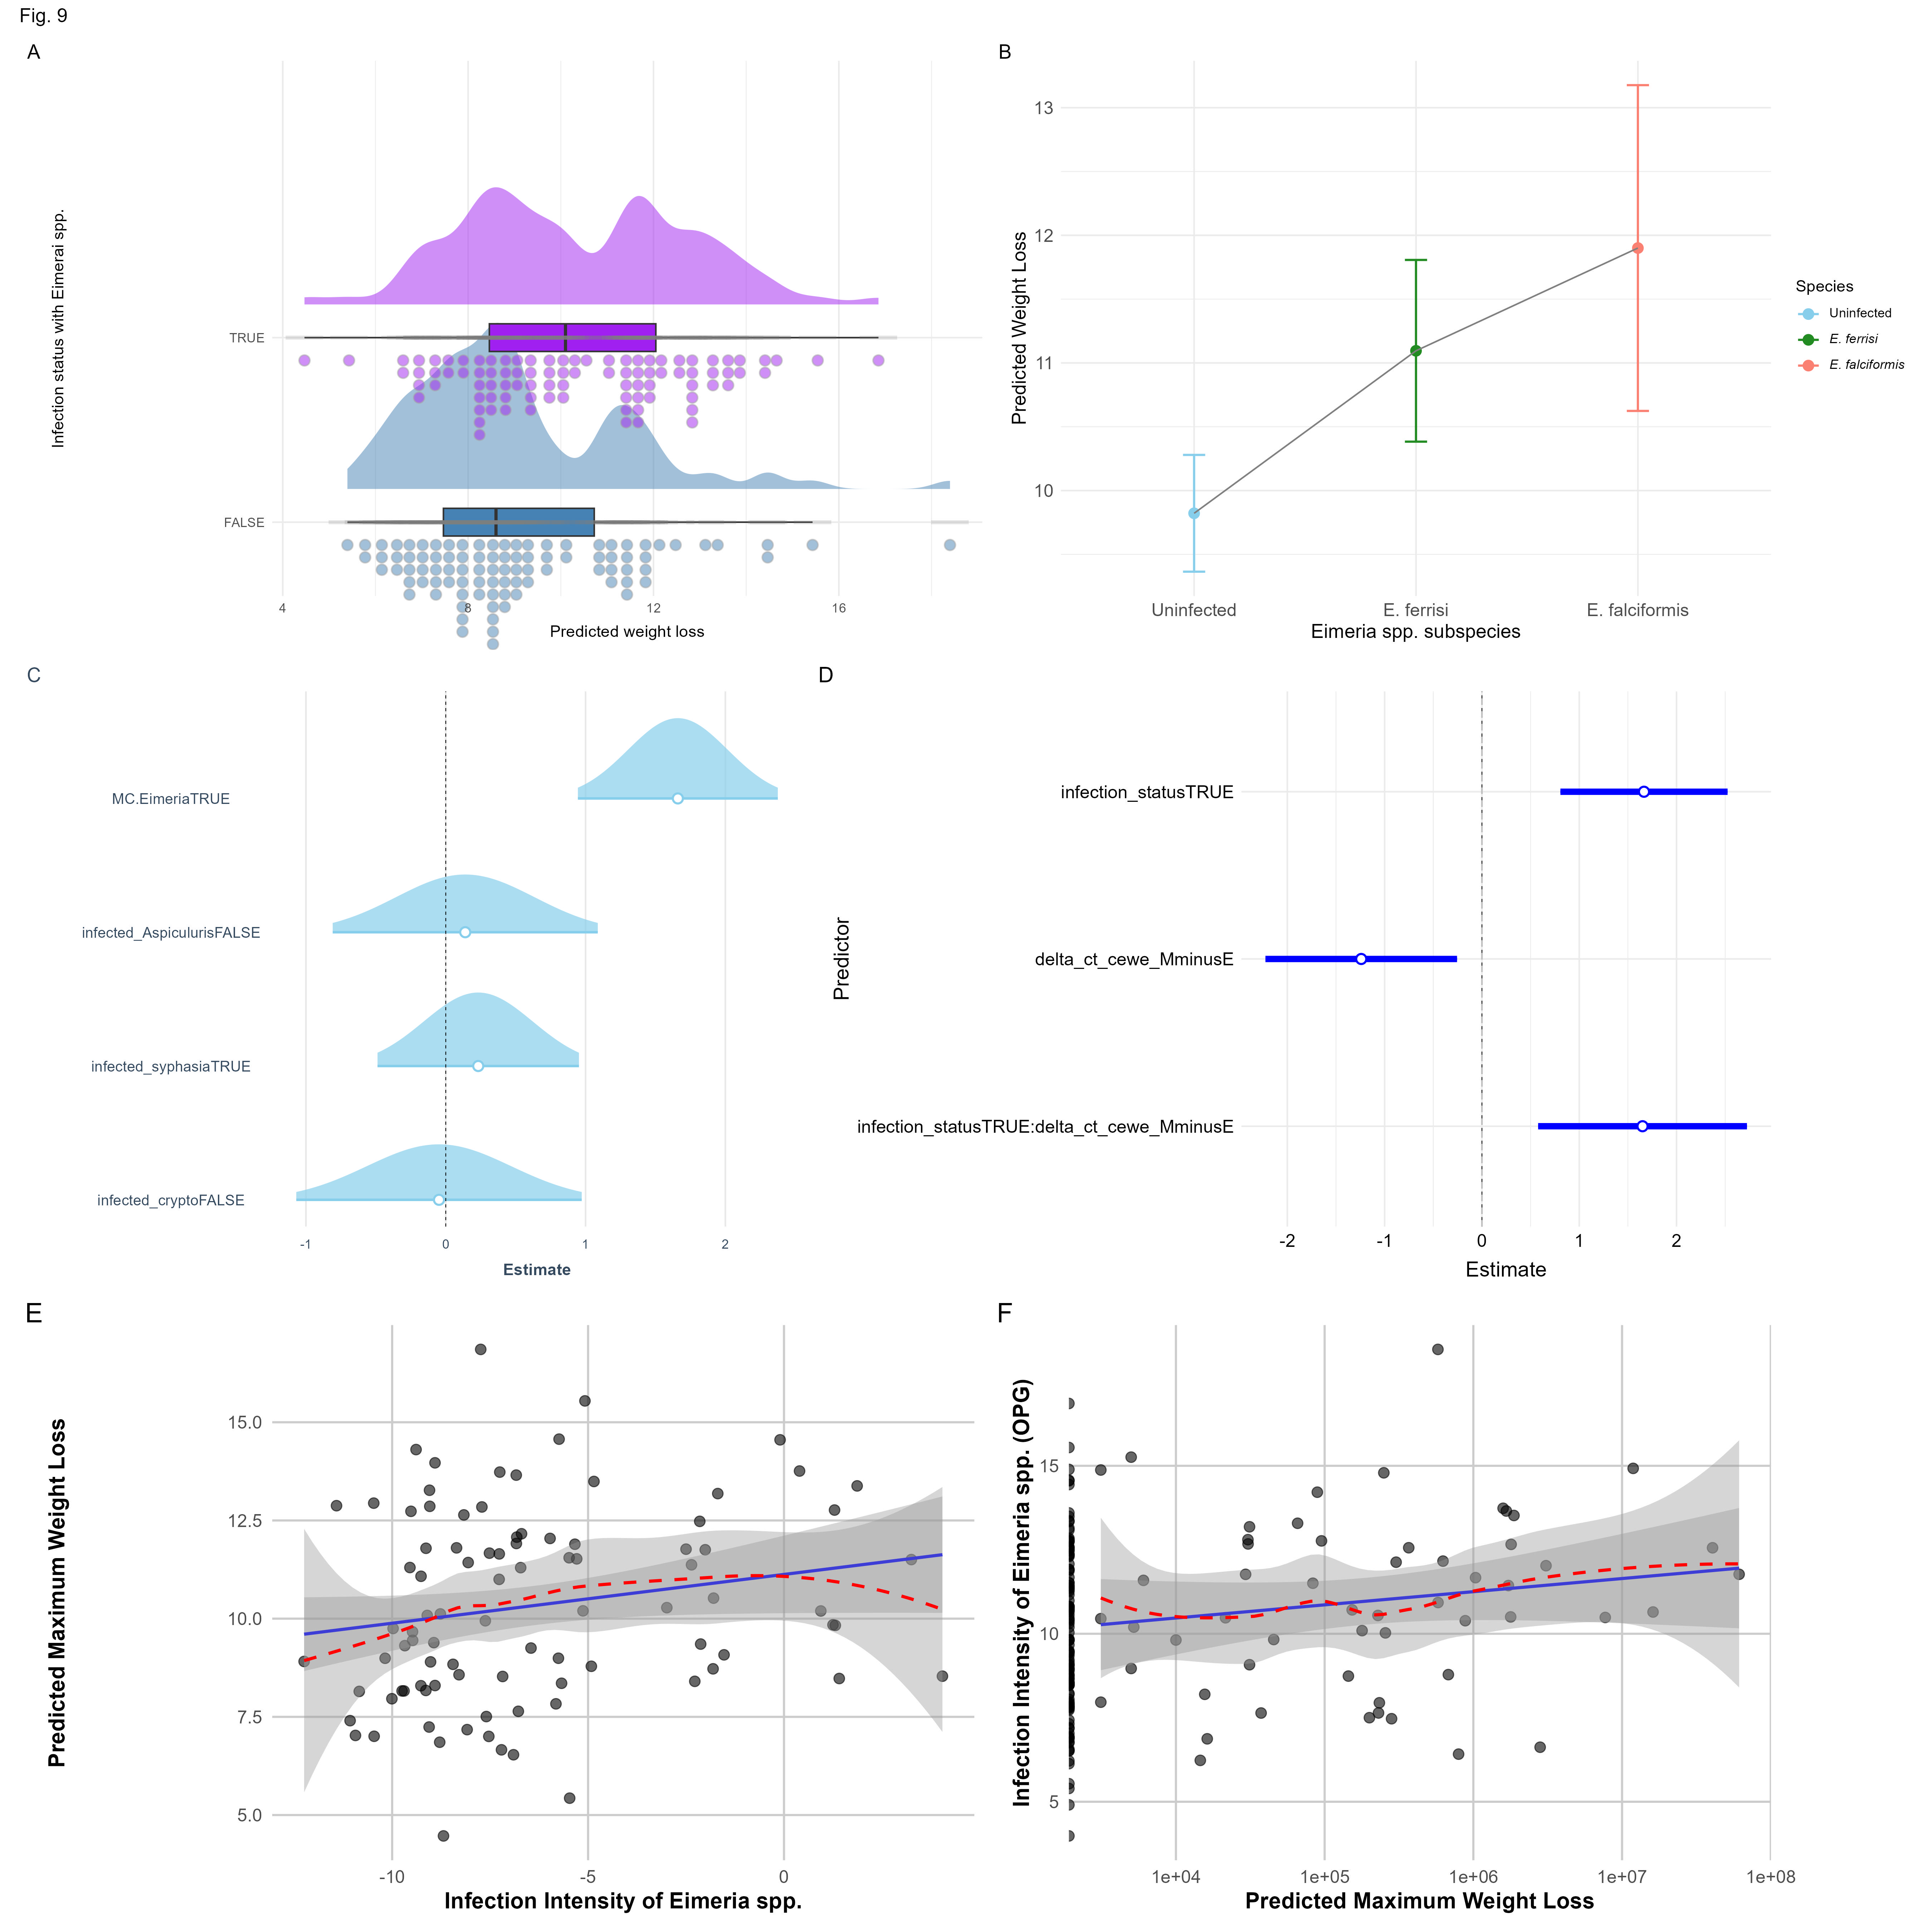 Fig. 9
A
Infection status with Eimerai spp.
TRUE
FALSE
4
8
12
16
Predicted weight loss
B
Predicted Weight Loss
13
12
11
10
Uninfected
E. ferrisi
E. falciformis
Eimeria spp. subspecies
Species
Uninfected
E. ferrisi
E. falciformis
C
MC.EimeriaTRUE
infected_AspiculurisFALSE
infected_syphasiaTRUE
infected_cryptoFALSE
-1
0
1
2
Estimate
D
Predictor
infection_statusTRUE
delta_ct_cewe_MminusE
infection_statusTRUE:delta_ct_cewe_MminusE
-2
-1
0
1
2
Estimate
E
Predicted Maximum Weight Loss
15.0
12.5
10.0
7.5
5.0
-10
-5
0
Infection Intensity of Eimeria spp.
F
Infection Intensity of Eimeria spp. (OPG)
15
10
5
1e+04
1e+05
1e+06
1e+07
1e+08
Predicted Maximum Weight Loss